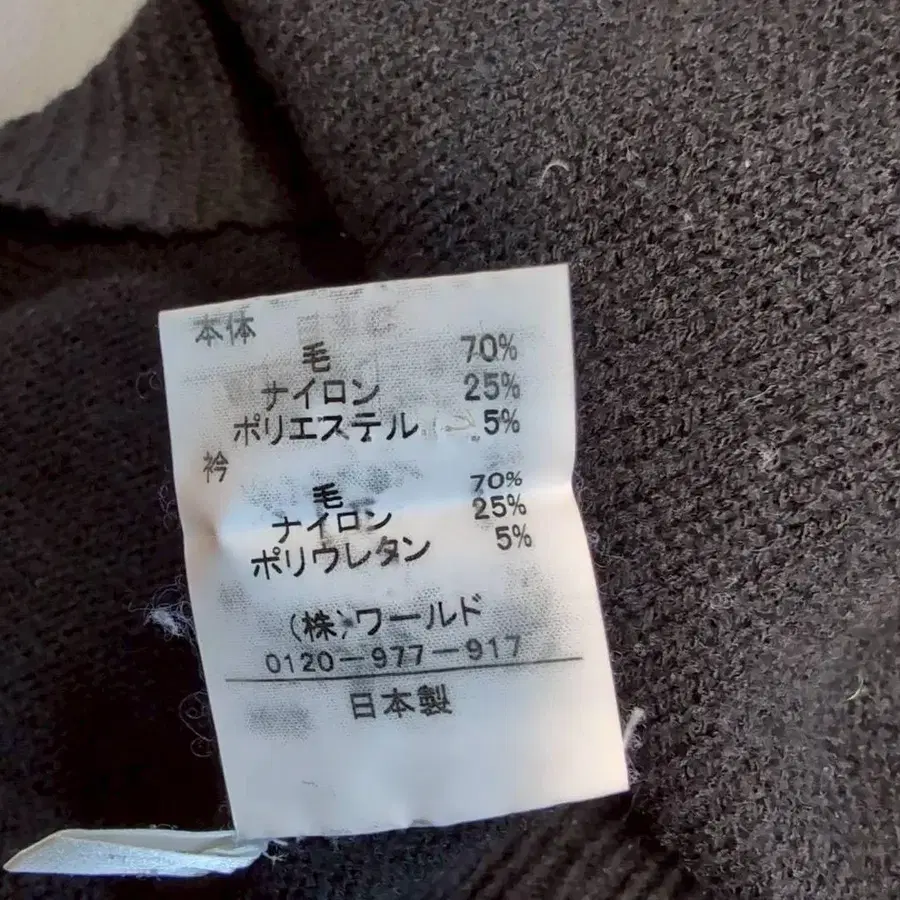 本体
毛 70%
ナイロン 25%
ポリエステル 5%
衿
毛 70%
ナイロン 25%
ポリウレタン 5%
(株)ワールド
0120-977-917
日本製